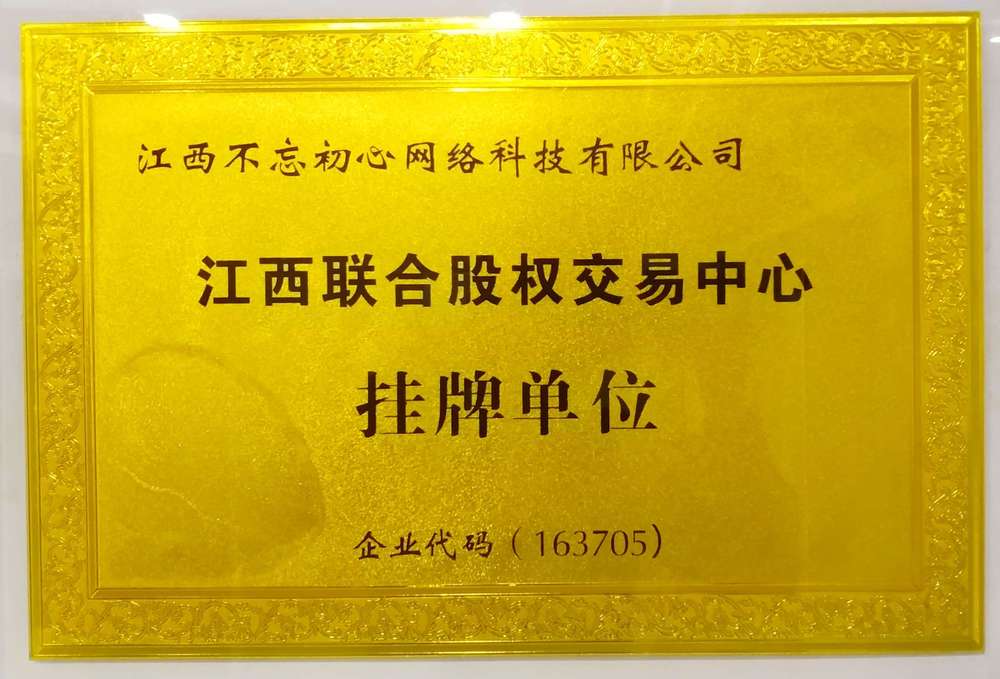 江西不忘初心网络科技有限公司
江西联合股权交易中心
挂牌单位
企业代码（163705）